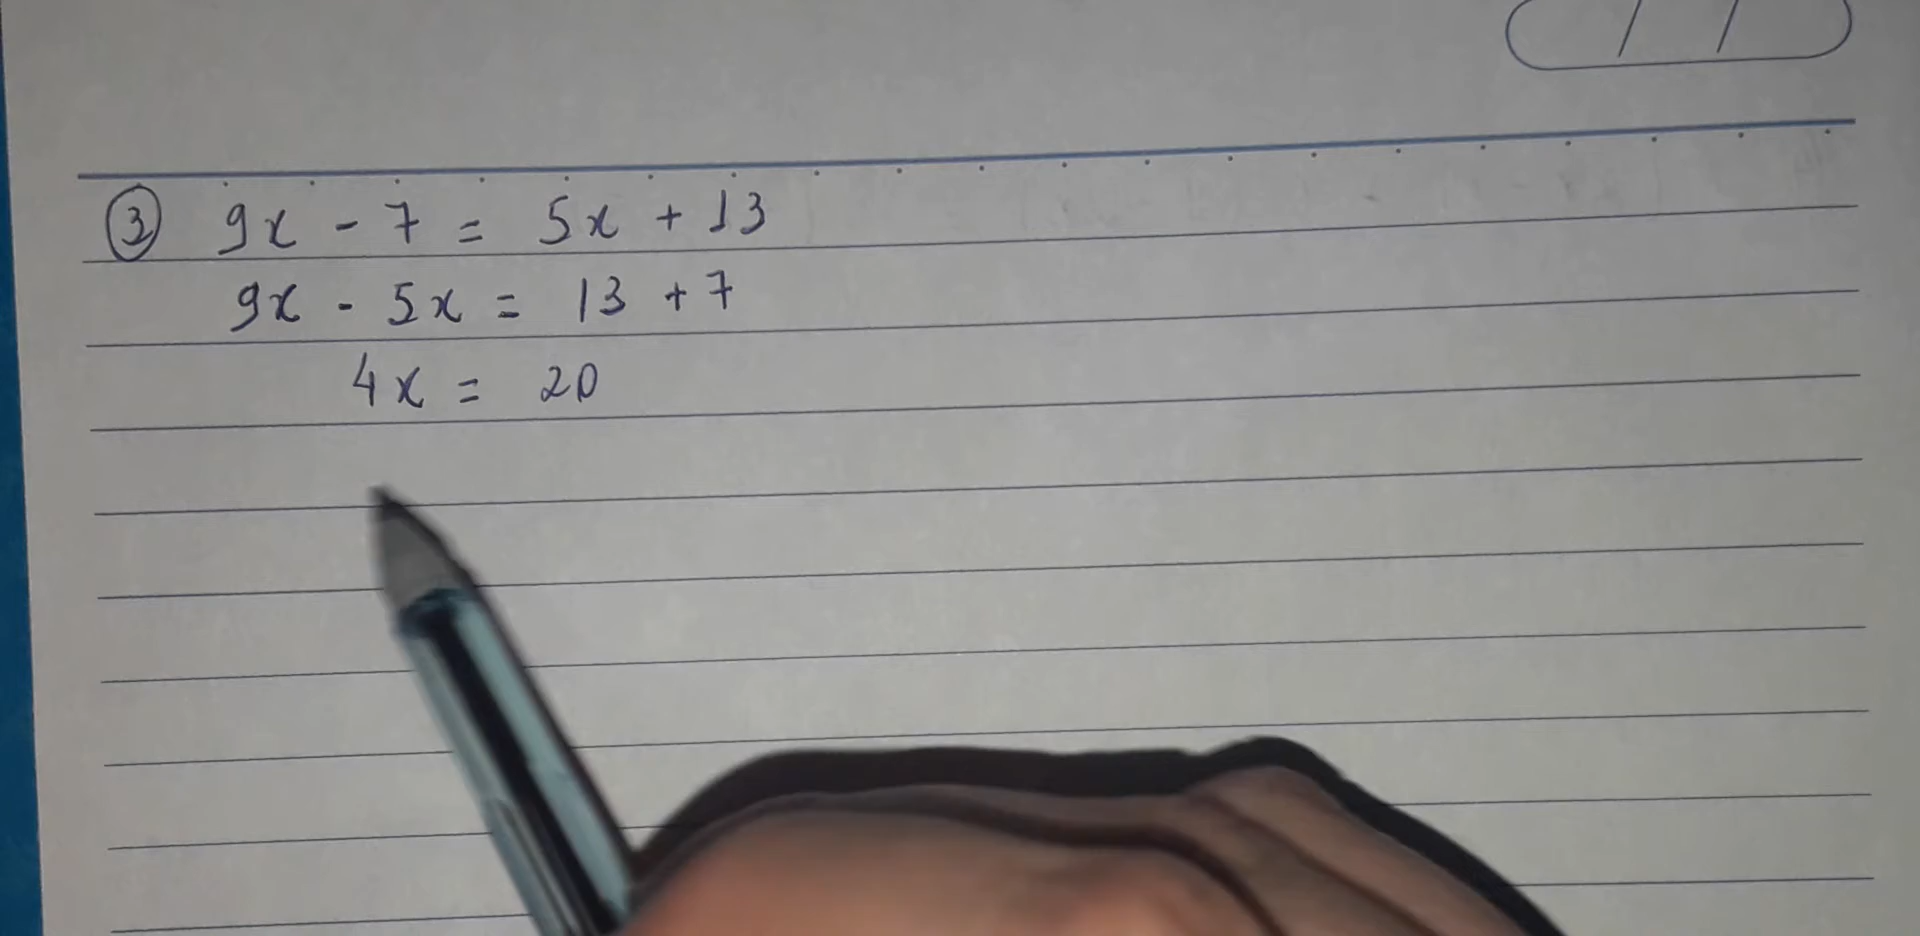 ③ 9x - 7 = 5x + 13
9x - 5x = 13 + 7
4x = 20